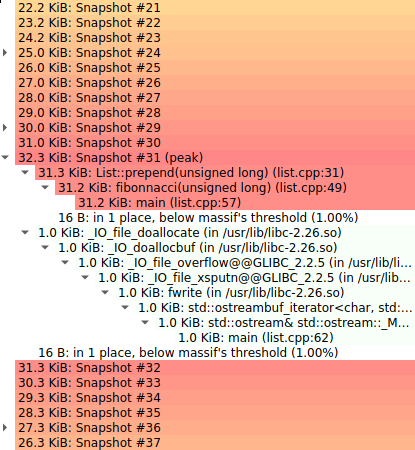 22.2 KiB: Snapshot #21
23.2 KiB: Snapshot #22
24.2 KiB: Snapshot #23
25.0 KiB: Snapshot #24
26.0 KiB: Snapshot #25
27.0 KiB: Snapshot #26
28.0 KiB: Snapshot #27
29.0 KiB: Snapshot #28
30.0 KiB: Snapshot #29
31.0 KiB: Snapshot #30
32.3 KiB: Snapshot #31 (peak)
31.3 KiB: List::prepend(unsigned long) (list.cpp:31)
31.2 KiB: fibonnacci(unsigned long) (list.cpp:49)
31.2 KiB: main (list.cpp:57)
16 B: in 1 place, below massif's threshold (1.00%)
1.0 KiB: _IO_file_doallocate (in /usr/lib/libc-2.26.so)
1.0 KiB: _IO_doallocbuf (in /usr/lib/libc-2.26.so)
1.0 KiB: _IO_file_overflow@@GLIBC_2.2.5 (in /usr/lib/li...
1.0 KiB: _IO_file_xsputn@@GLIBC_2.2.5 (in /usr/lib...
1.0 KiB: fwrite (in /usr/lib/libc-2.26.so)
1.0 KiB: std::ostreambuf_iterator<char, std:...
1.0 KiB: std::ostream& std::ostream::_M...
1.0 KiB: main (list.cpp:62)
16 B: in 1 place, below massif's threshold (1.00%)
31.3 KiB: Snapshot #32
30.3 KiB: Snapshot #33
29.3 KiB: Snapshot #34
28.3 KiB: Snapshot #35
27.3 KiB: Snapshot #36
26.3 KiB: Snapshot #37